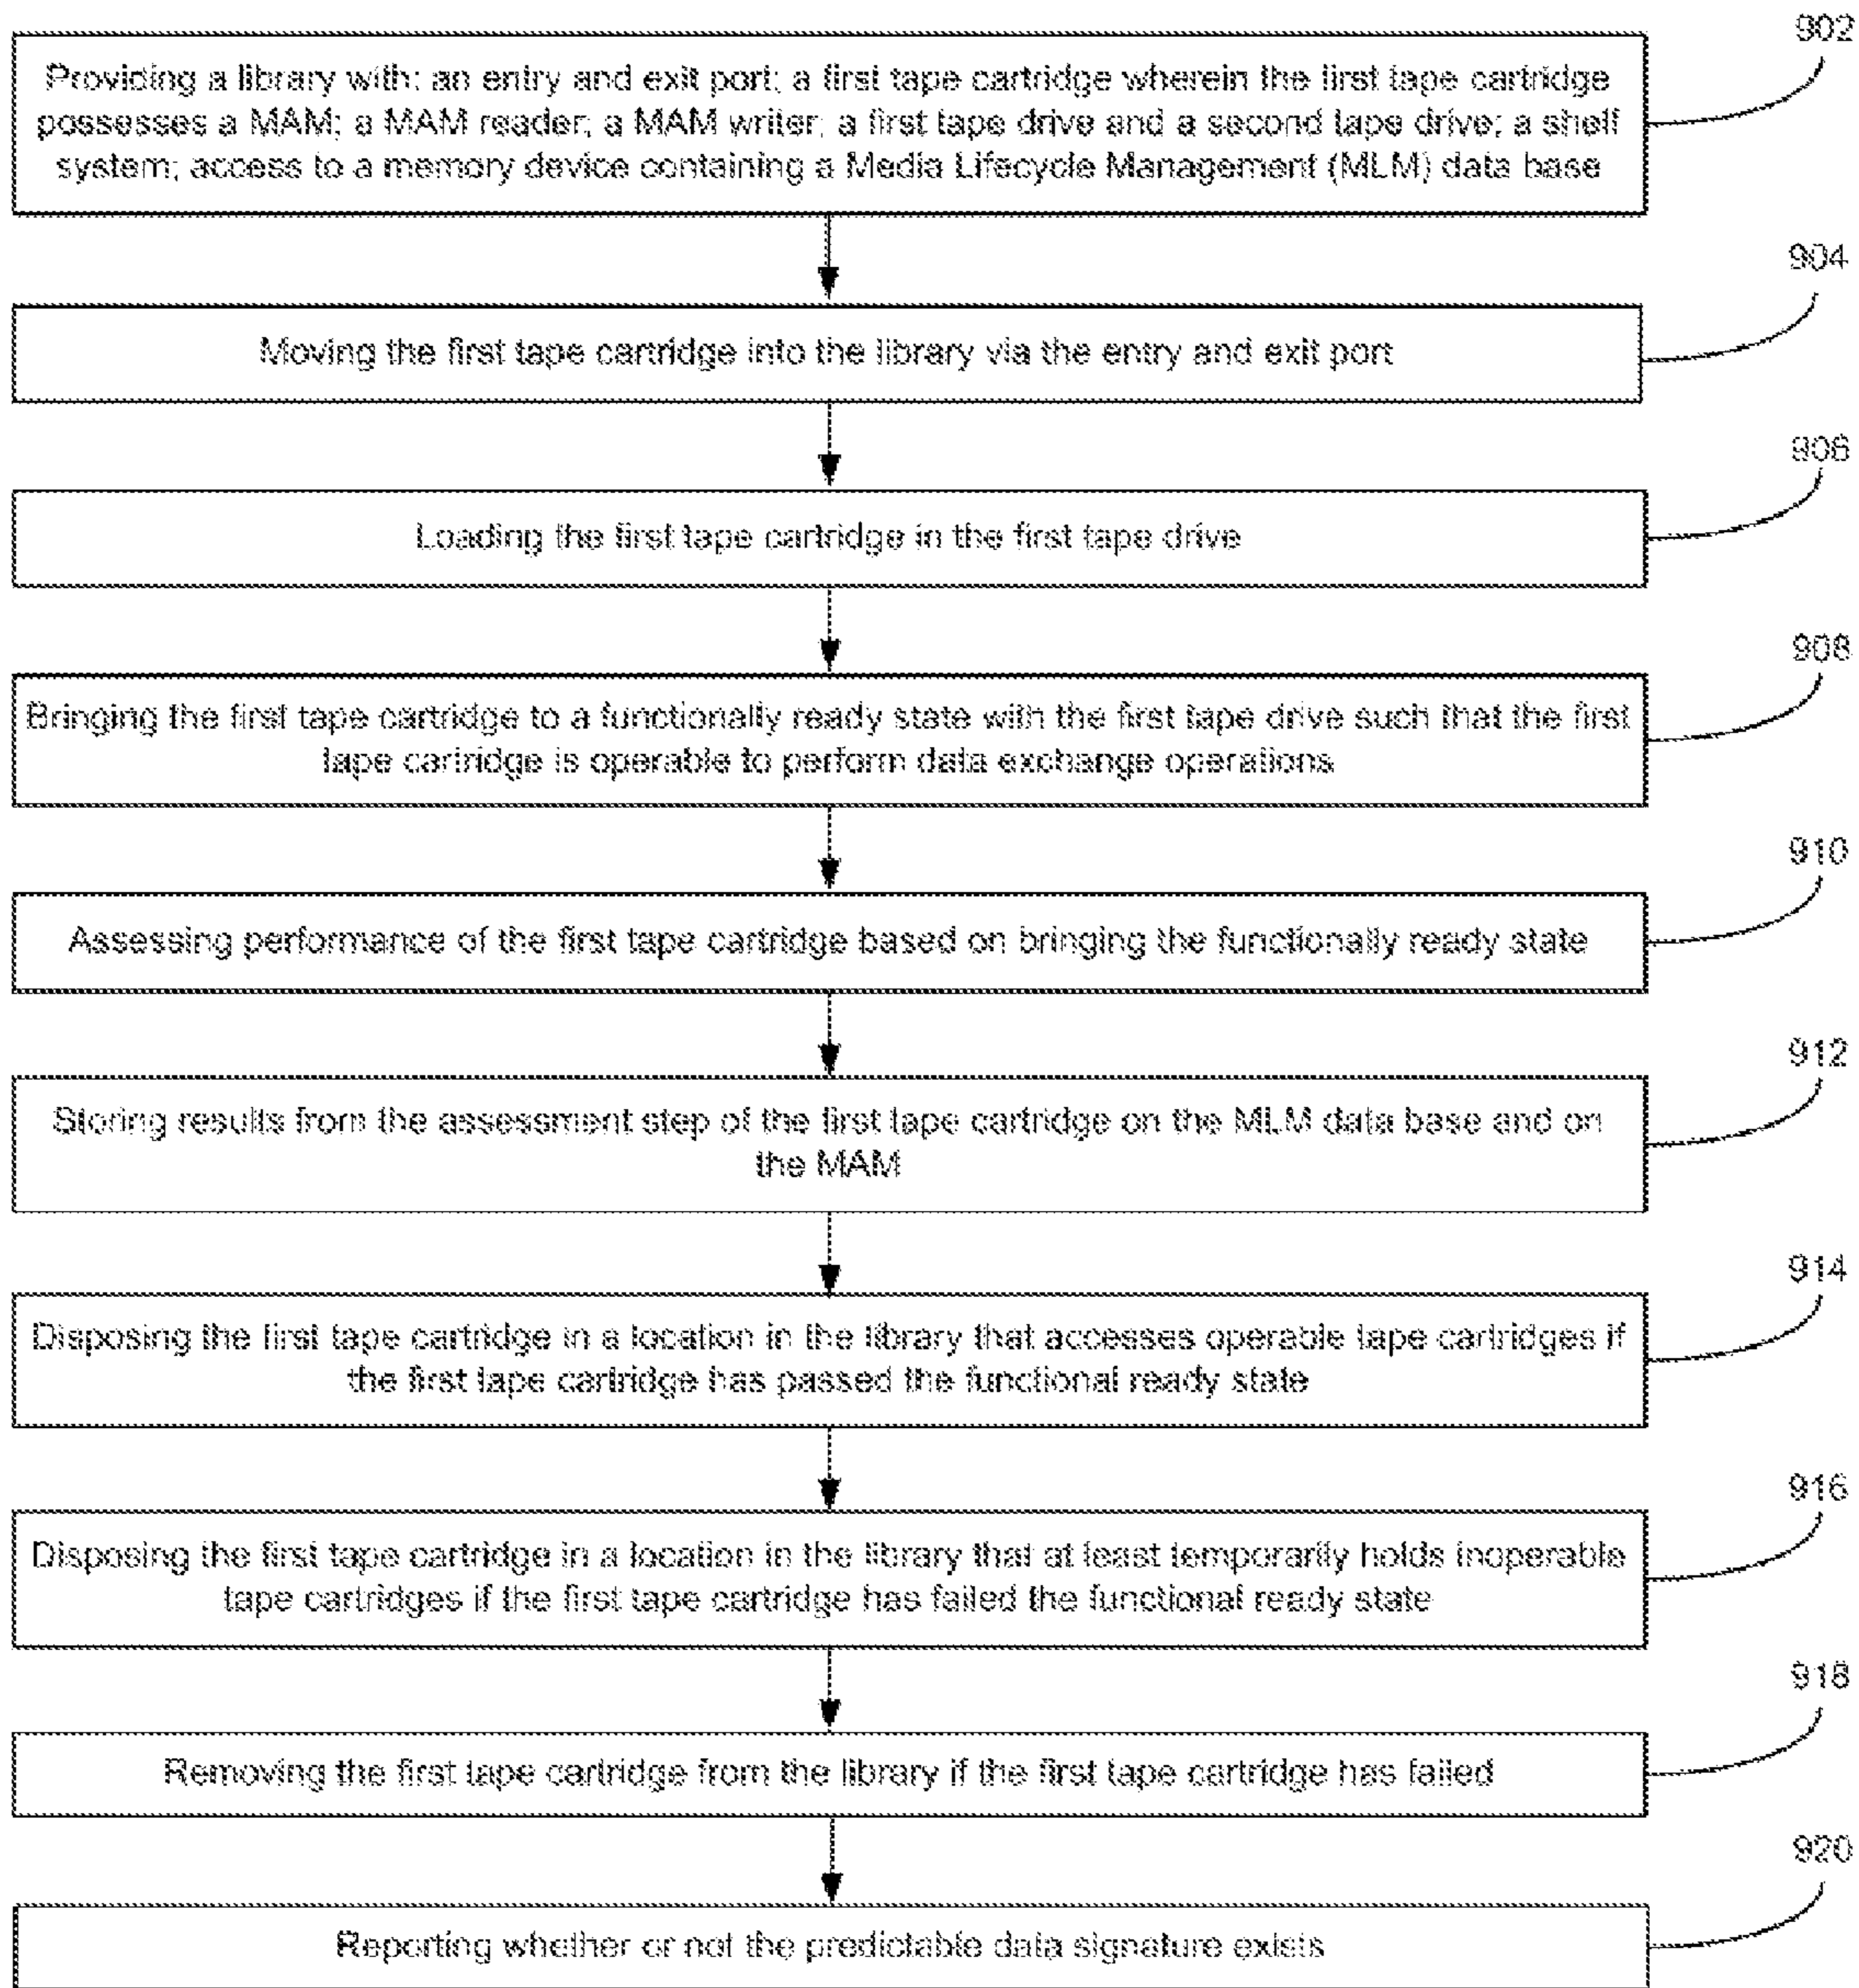 902
Providing a library with: an entry and exit port; a first tape cartridge wherein the first tape cartridge
possesses a MAM; a MAM reader; a MAM writer; a first tape drive and a second tape drive; a shelf
system; access to a memory device containing a Media Lifecycle Management (MLM) data base
904
Moving the first tape cartridge into the library via the entry and exit port
906
Loading the first tape cartridge in the first tape drive
908
Bringing the first tape cartridge to a functionally ready state with the first tape drive such that the first
tape cartridge is operable to perform data exchange operations
910
Assessing performance of the first tape cartridge based on bringing the functionally ready state
912
Storing results from the assessment step of the first tape cartridge on the MLM data base and on
the MAM
914
Disposing the first tape cartridge in a location in the library that accesses operable tape cartridges if
the first tape cartridge has passed the functional ready state
916
Disposing the first tape cartridge in a location in the library that at least temporarily holds inoperable
tape cartridges if the first tape cartridge has failed the functional ready state
918
Removing the first tape cartridge from the library if the first tape cartridge has failed
920
Reporting whether or not the predictable data signature exists